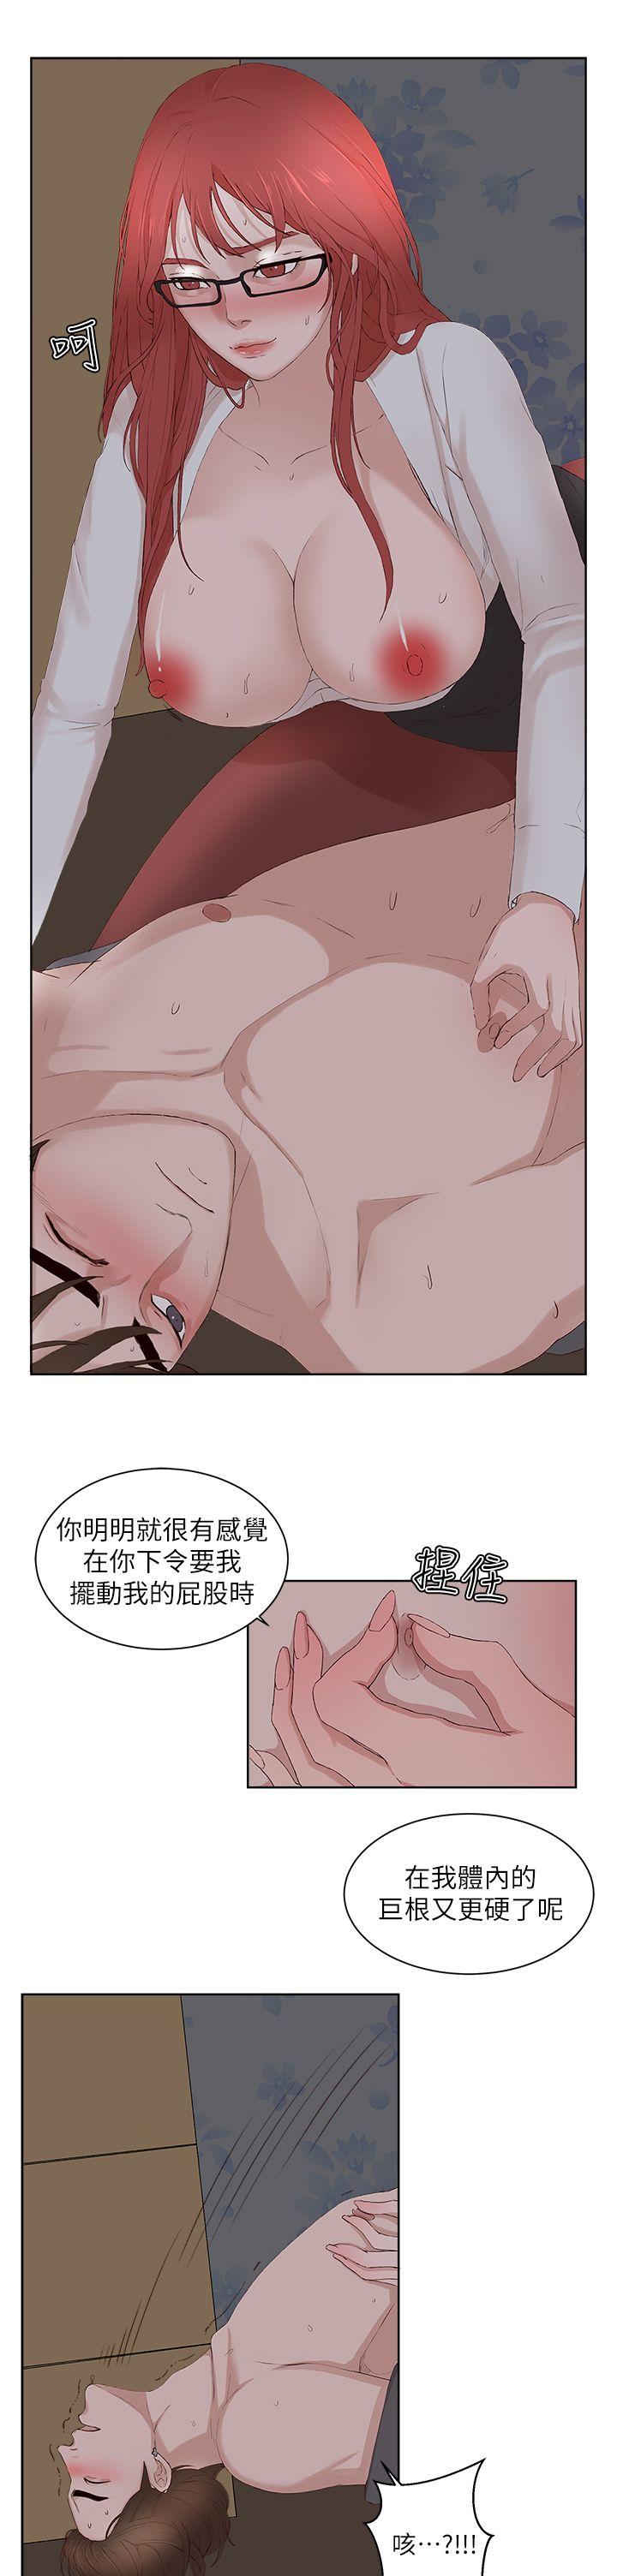 呵
你明明就很有感覺
在你下令要我
擺動我的屁股時
捏住
在我體內的
巨根又更硬了呢
咳…?!!!